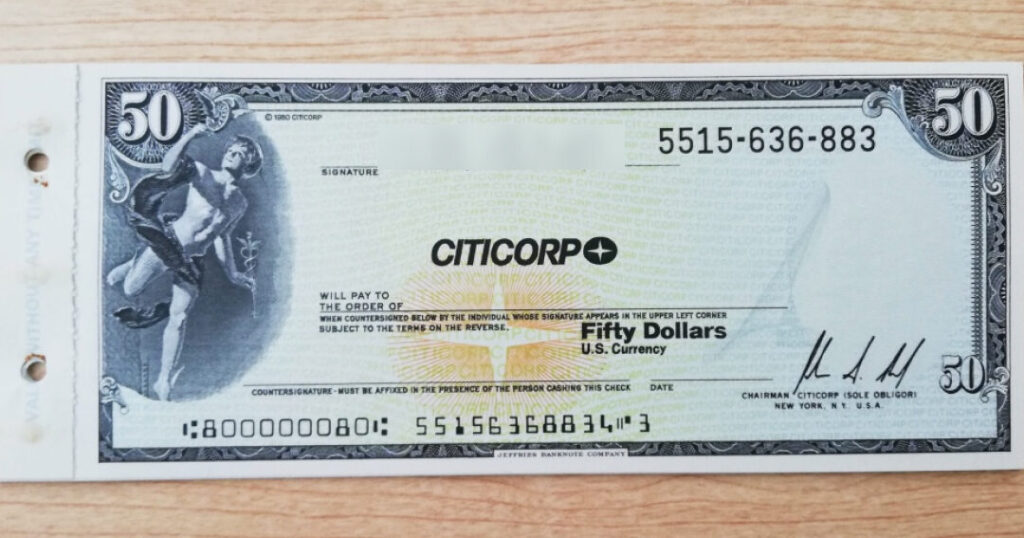 50
50
© 1980 CITICORP
5515-636-883
SIGNATURE
CITICORP
WILL PAY TO
THE ORDER OF
WHEN COUNTERSIGNED BELOW BY THE INDIVIDUAL WHOSE SIGNATURE APPEARS IN THE UPPER LEFT CORNER
SUBJECT TO THE TERMS ON THE REVERSE.
Fifty Dollars
U.S. Currency
50
COUNTERSIGNATURE - MUST BE AFFIXED IN THE PRESENCE OF THE PERSON CASHING THIS CHECK DATE
CHAIRMAN CITICORP (SOLE OBLIGOR)
NEW YORK, N.Y. U.S.A.
⑆800000080⑆ 55156368834⑈3
JEFFRIES BANKNOTE COMPANY